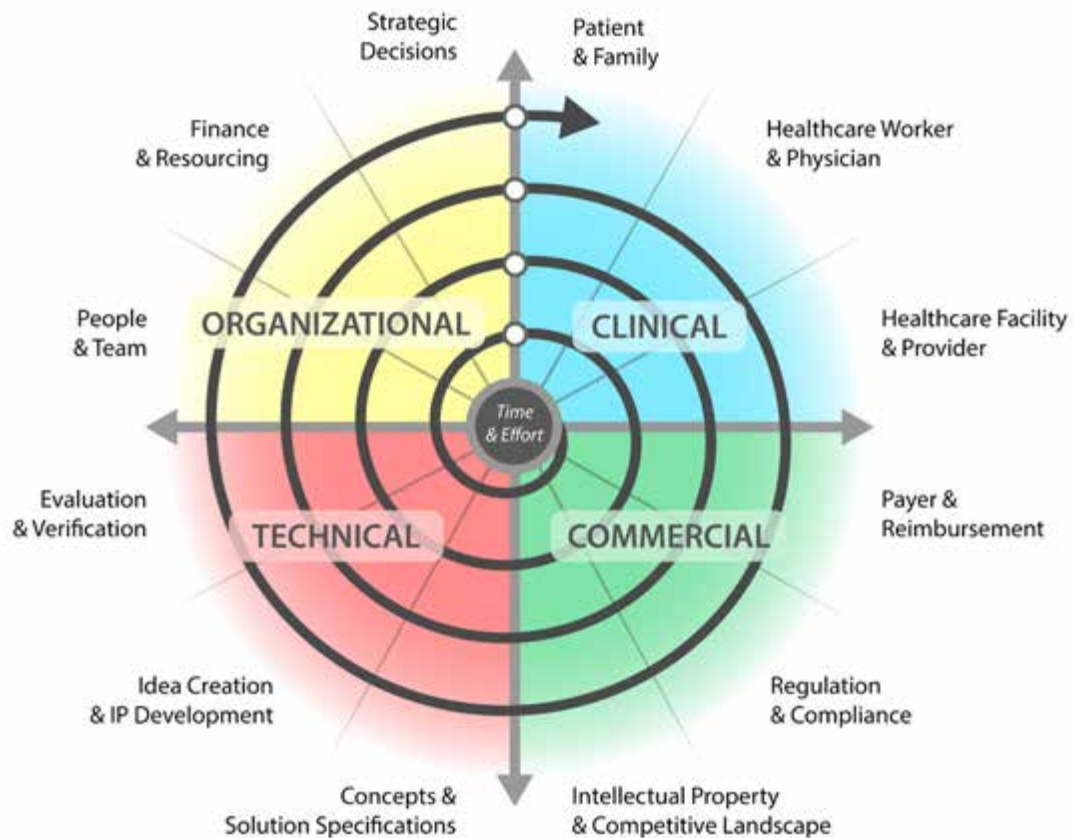 Strategic
Decisions
Patient
& Family
Finance
& Resourcing
Healthcare Worker
& Physician
People
& Team
ORGANIZATIONAL
CLINICAL
Healthcare Facility
& Provider
Time
& Effort
Evaluation
& Verification
TECHNICAL
COMMERCIAL
Payer &
Reimbursement
Idea Creation
& IP Development
Regulation
& Compliance
Concepts &
Solution Specifications
Intellectual Property
& Competitive Landscape